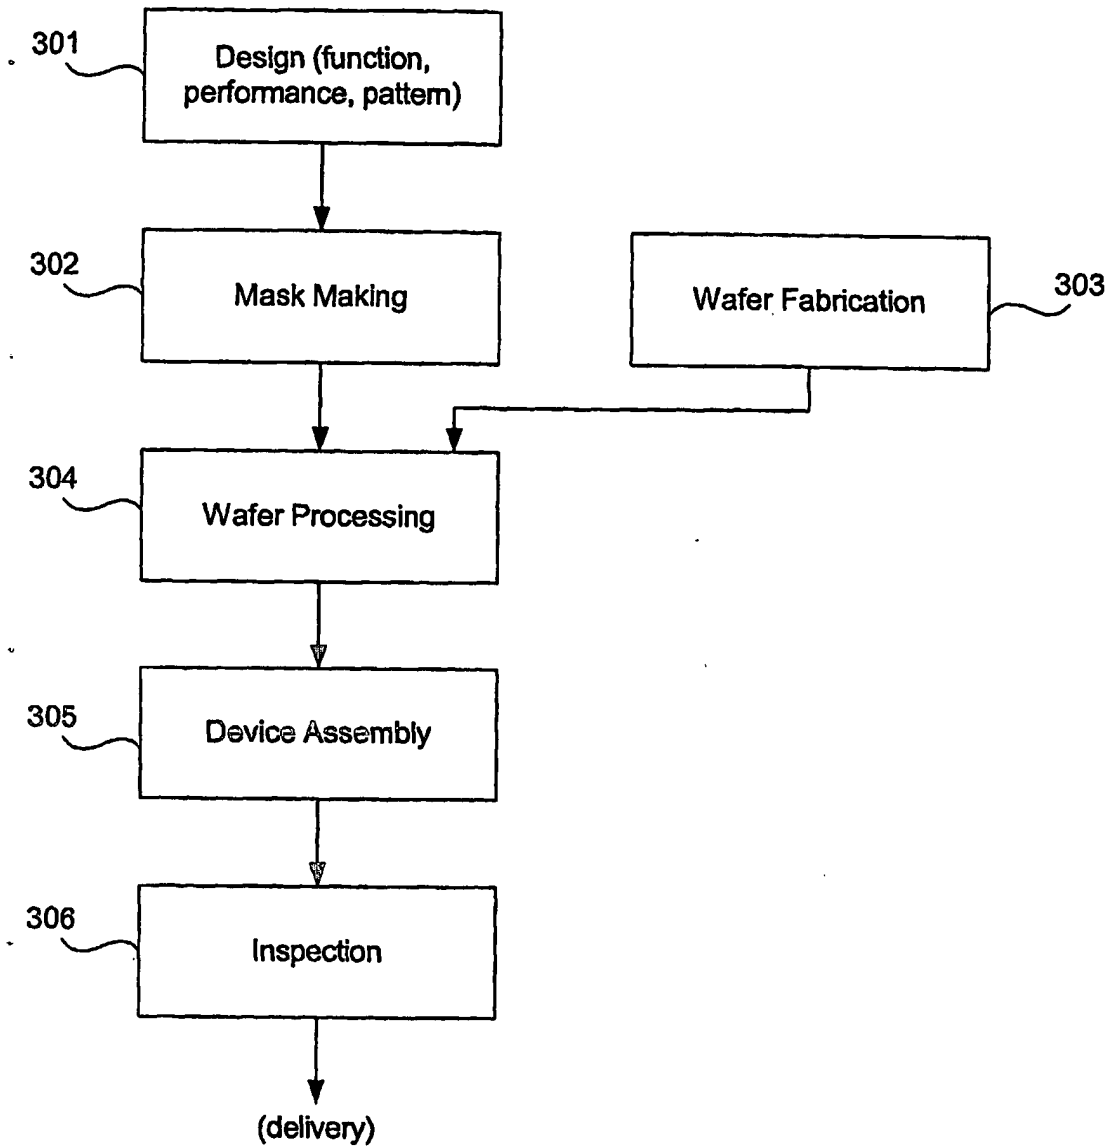 301
Design (function,
performance, pattern)
302
Mask Making
Wafer Fabrication
303
304
Wafer Processing
305
Device Assembly
306
Inspection
(delivery)